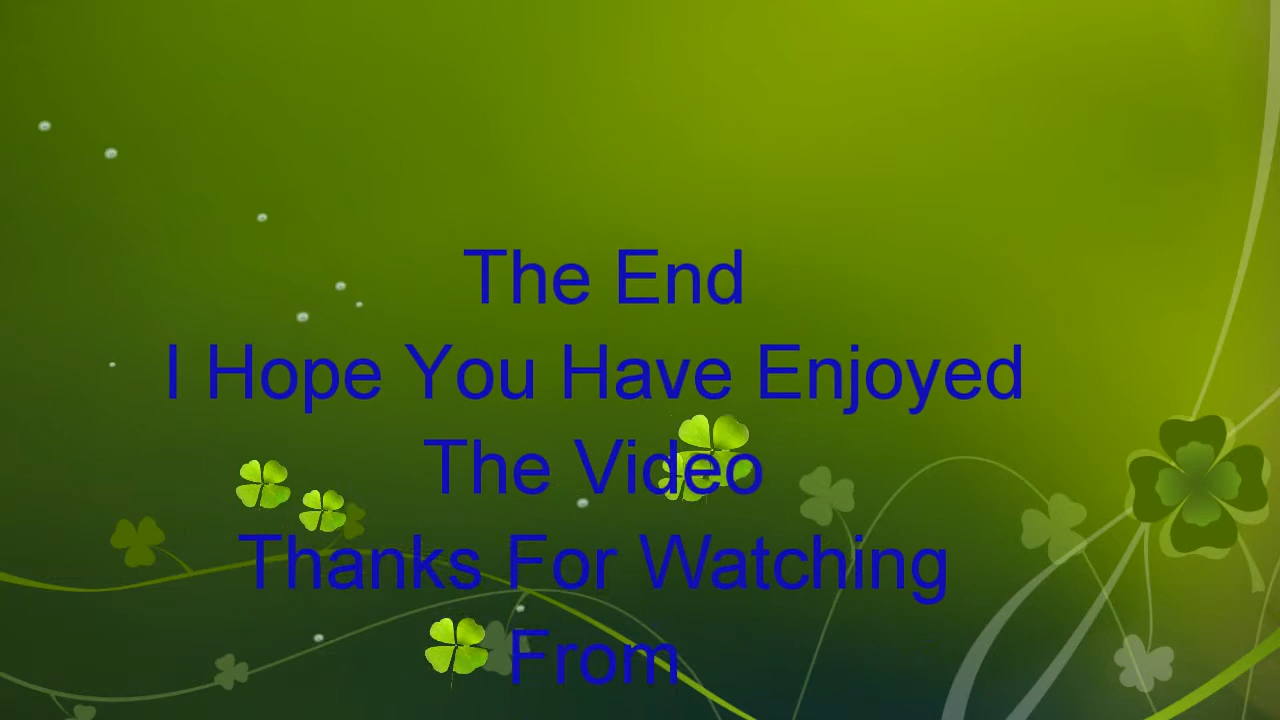 The End
I Hope You Have Enjoyed
The Video
Thanks For Watching
From